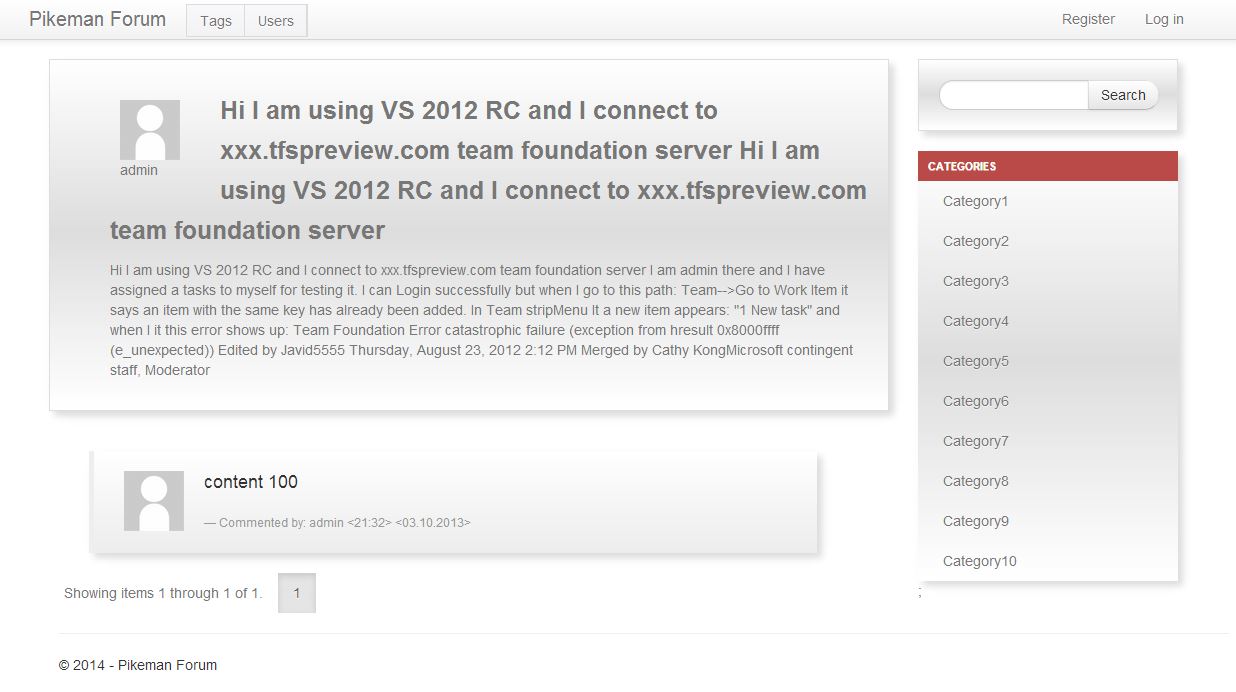 Pikeman Forum
Tags
Users
Register
Log in
Hi I am using VS 2012 RC and I connect to
xxx.tfspreview.com team foundation server Hi I am
using VS 2012 RC and I connect to xxx.tfspreview.com
team foundation server
admin
Hi I am using VS 2012 RC and I connect to xxx.tfspreview.com team foundation server I am admin there and I have
assigned a tasks to myself for testing it. I can Login successfully but when I go to this path: Team-->Go to Work Item it
says an item with the same key has already been added. In Team stripMenu It a new item appears: "1 New task" and
when I it this error shows up: Team Foundation Error catastrophic failure (exception from hresult 0x8000ffff
(e_unexpected)) Edited by Javid5555 Thursday, August 23, 2012 2:12 PM Merged by Cathy KongMicrosoft contingent
staff, Moderator
content 100
— Commented by: admin <21:32> <03.10.2013>
Showing items 1 through 1 of 1.
1
Search
CATEGORIES
Category1
Category2
Category3
Category4
Category5
Category6
Category7
Category8
Category9
Category10
;
© 2014 - Pikeman Forum